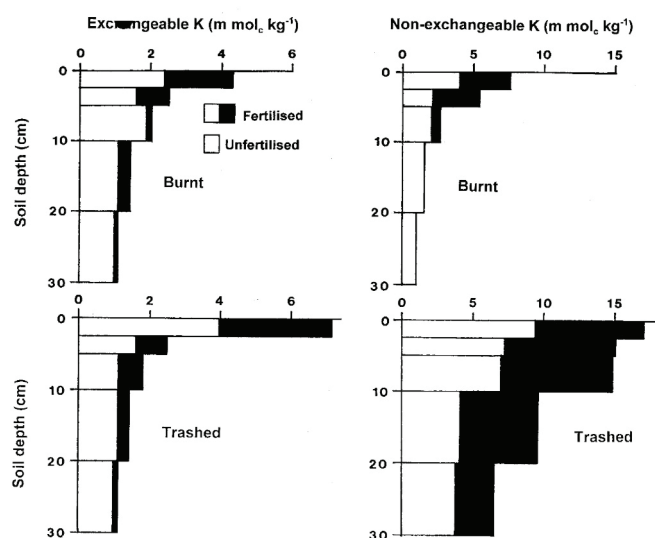 Exchangeable K (m molc kg-1)
0 2 4 6
0
10
20
30
Soil depth (cm)
Fertilised
Unfertilised
Burnt
Non-exchangeable K (m molc kg-1)
0 5 10 15
0
10
20
30
Burnt
0 2 4 6
0
10
20
30
Soil depth (cm)
Trashed
0 5 10 15
0
10
20
30
Trashed